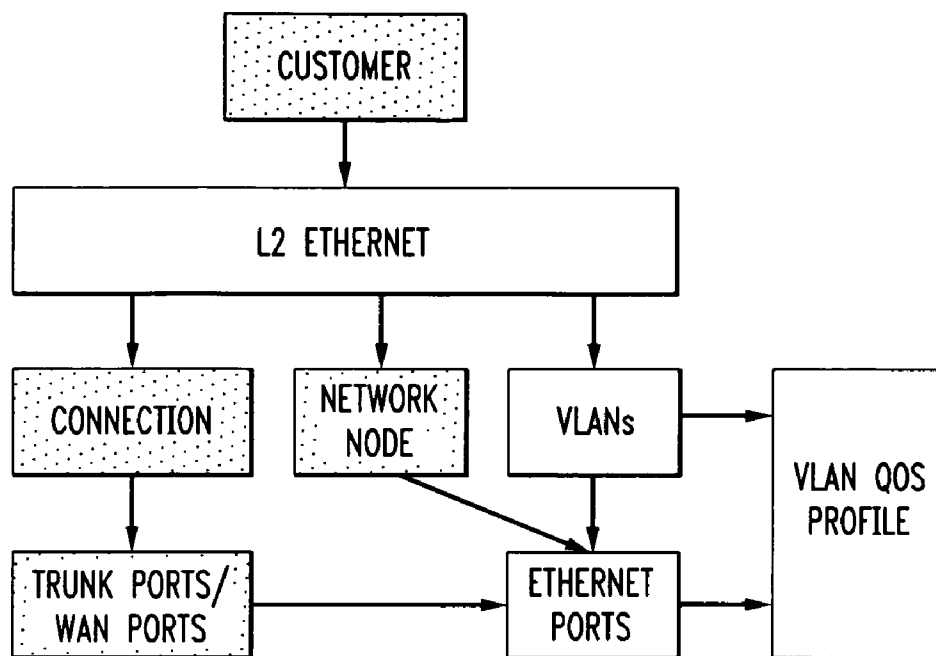 CUSTOMER
L2 ETHERNET
CONNECTION
NETWORK
NODE
VLANs
VLAN QOS
PROFILE
TRUNK PORTS/
WAN PORTS
ETHERNET
PORTS